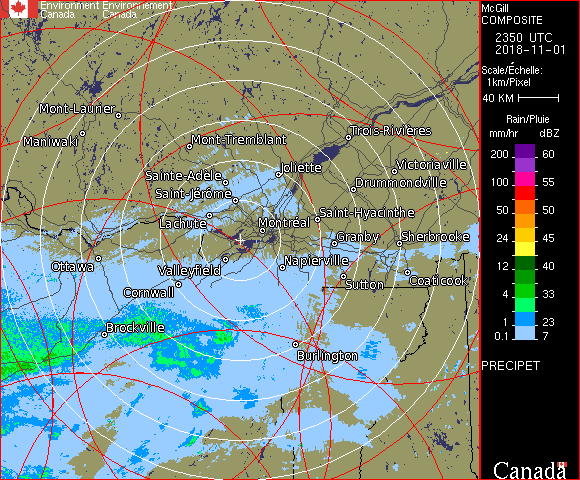 Environment Environnement
Canada Canada
McGill
COMPOSITE
2350 UTC
2018-11-01
Scale/Échelle:
1km/Pixel
40 KM
Rain/Pluie
mm/hr dBZ
200 60
100 55
50 50
24 45
12 40
4 33
1 23
0.1 7
PRECIPET
Canada
Mont-Laurier
Maniwaki
Mont-Tremblant
Trois-Rivières
Sainte-Adèle
Joliette
Victoriaville
Saint-Jérôme
Drummondville
Lachute
Montréal
Saint-Hyacinthe
Granby
Sherbrooke
Ottawa
Valleyfield
Napierville
Cornwall
Sutton
Coaticook
Brockville
Burlington